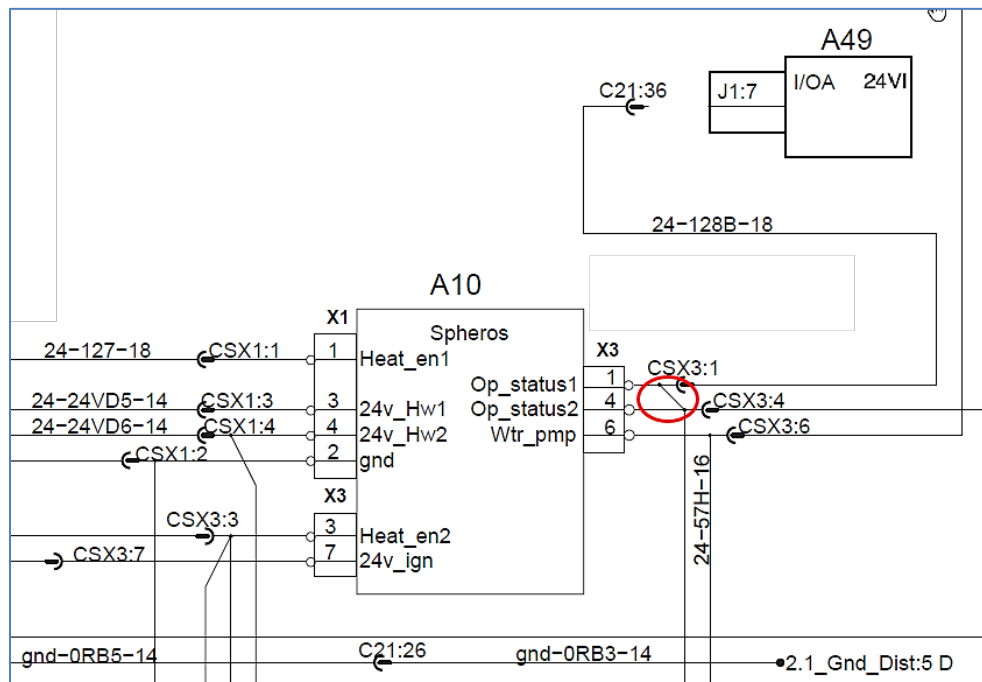 A49
C21:36
J1:7
I/OA 24VI
24-128B-18
A10
X1
Spheros
X3
24-127-18
CSX1:1
1
Heat_en1
Op_status1
1
CSX3:1
24-24VD5-14
CSX1:3
3
24v_Hw1
Op_status2
4
CSX3:4
24-24VD6-14
CSX1:4
4
24v_Hw2
Wtr_pmp
6
CSX3:6
CSX1:2
2
gnd
24-57H-16
X3
CSX3:3
3
Heat_en2
CSX3:7
7
24v_ign
gnd-0RB5-14
C21:26
gnd-0RB3-14
2.1_Gnd_Dist:5 D